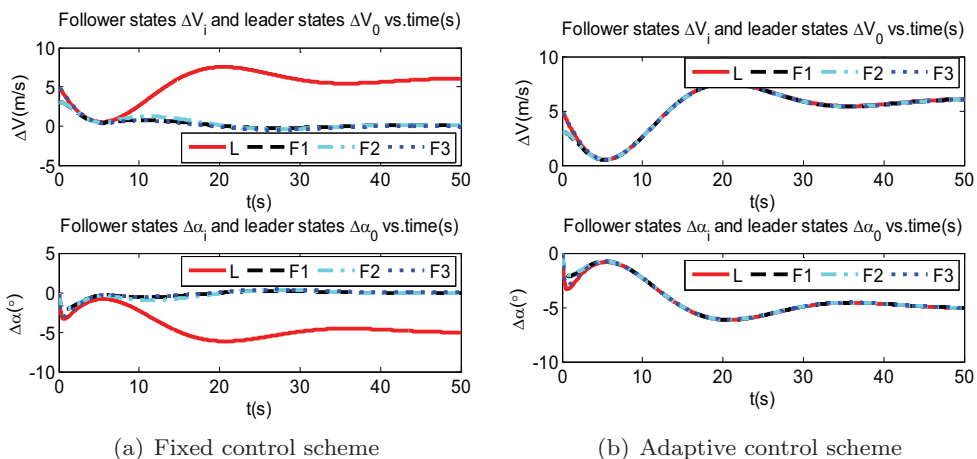 Follower states ΔV_i and leader states ΔV_0 vs.time(s)
10
5
0
-5
ΔV(m/s)
L F1 F2 F3
0 10 20 30 40 50
t(s)
Follower states Δα_i and leader states Δα_0 vs.time(s)
5
0
-5
-10
Δα(°)
L F1 F2 F3
0 10 20 30 40 50
t(s)
(a) Fixed control scheme
Follower states ΔV_i and leader states ΔV_0 vs.time(s)
10
5
0
-5
ΔV(m/s)
L F1 F2 F3
0 10 20 30 40 50
t(s)
Follower states Δα_i and leader states Δα_0 vs.time(s)
0
-5
-10
Δα(°)
L F1 F2 F3
0 10 20 30 40 50
t(s)
(b) Adaptive control scheme